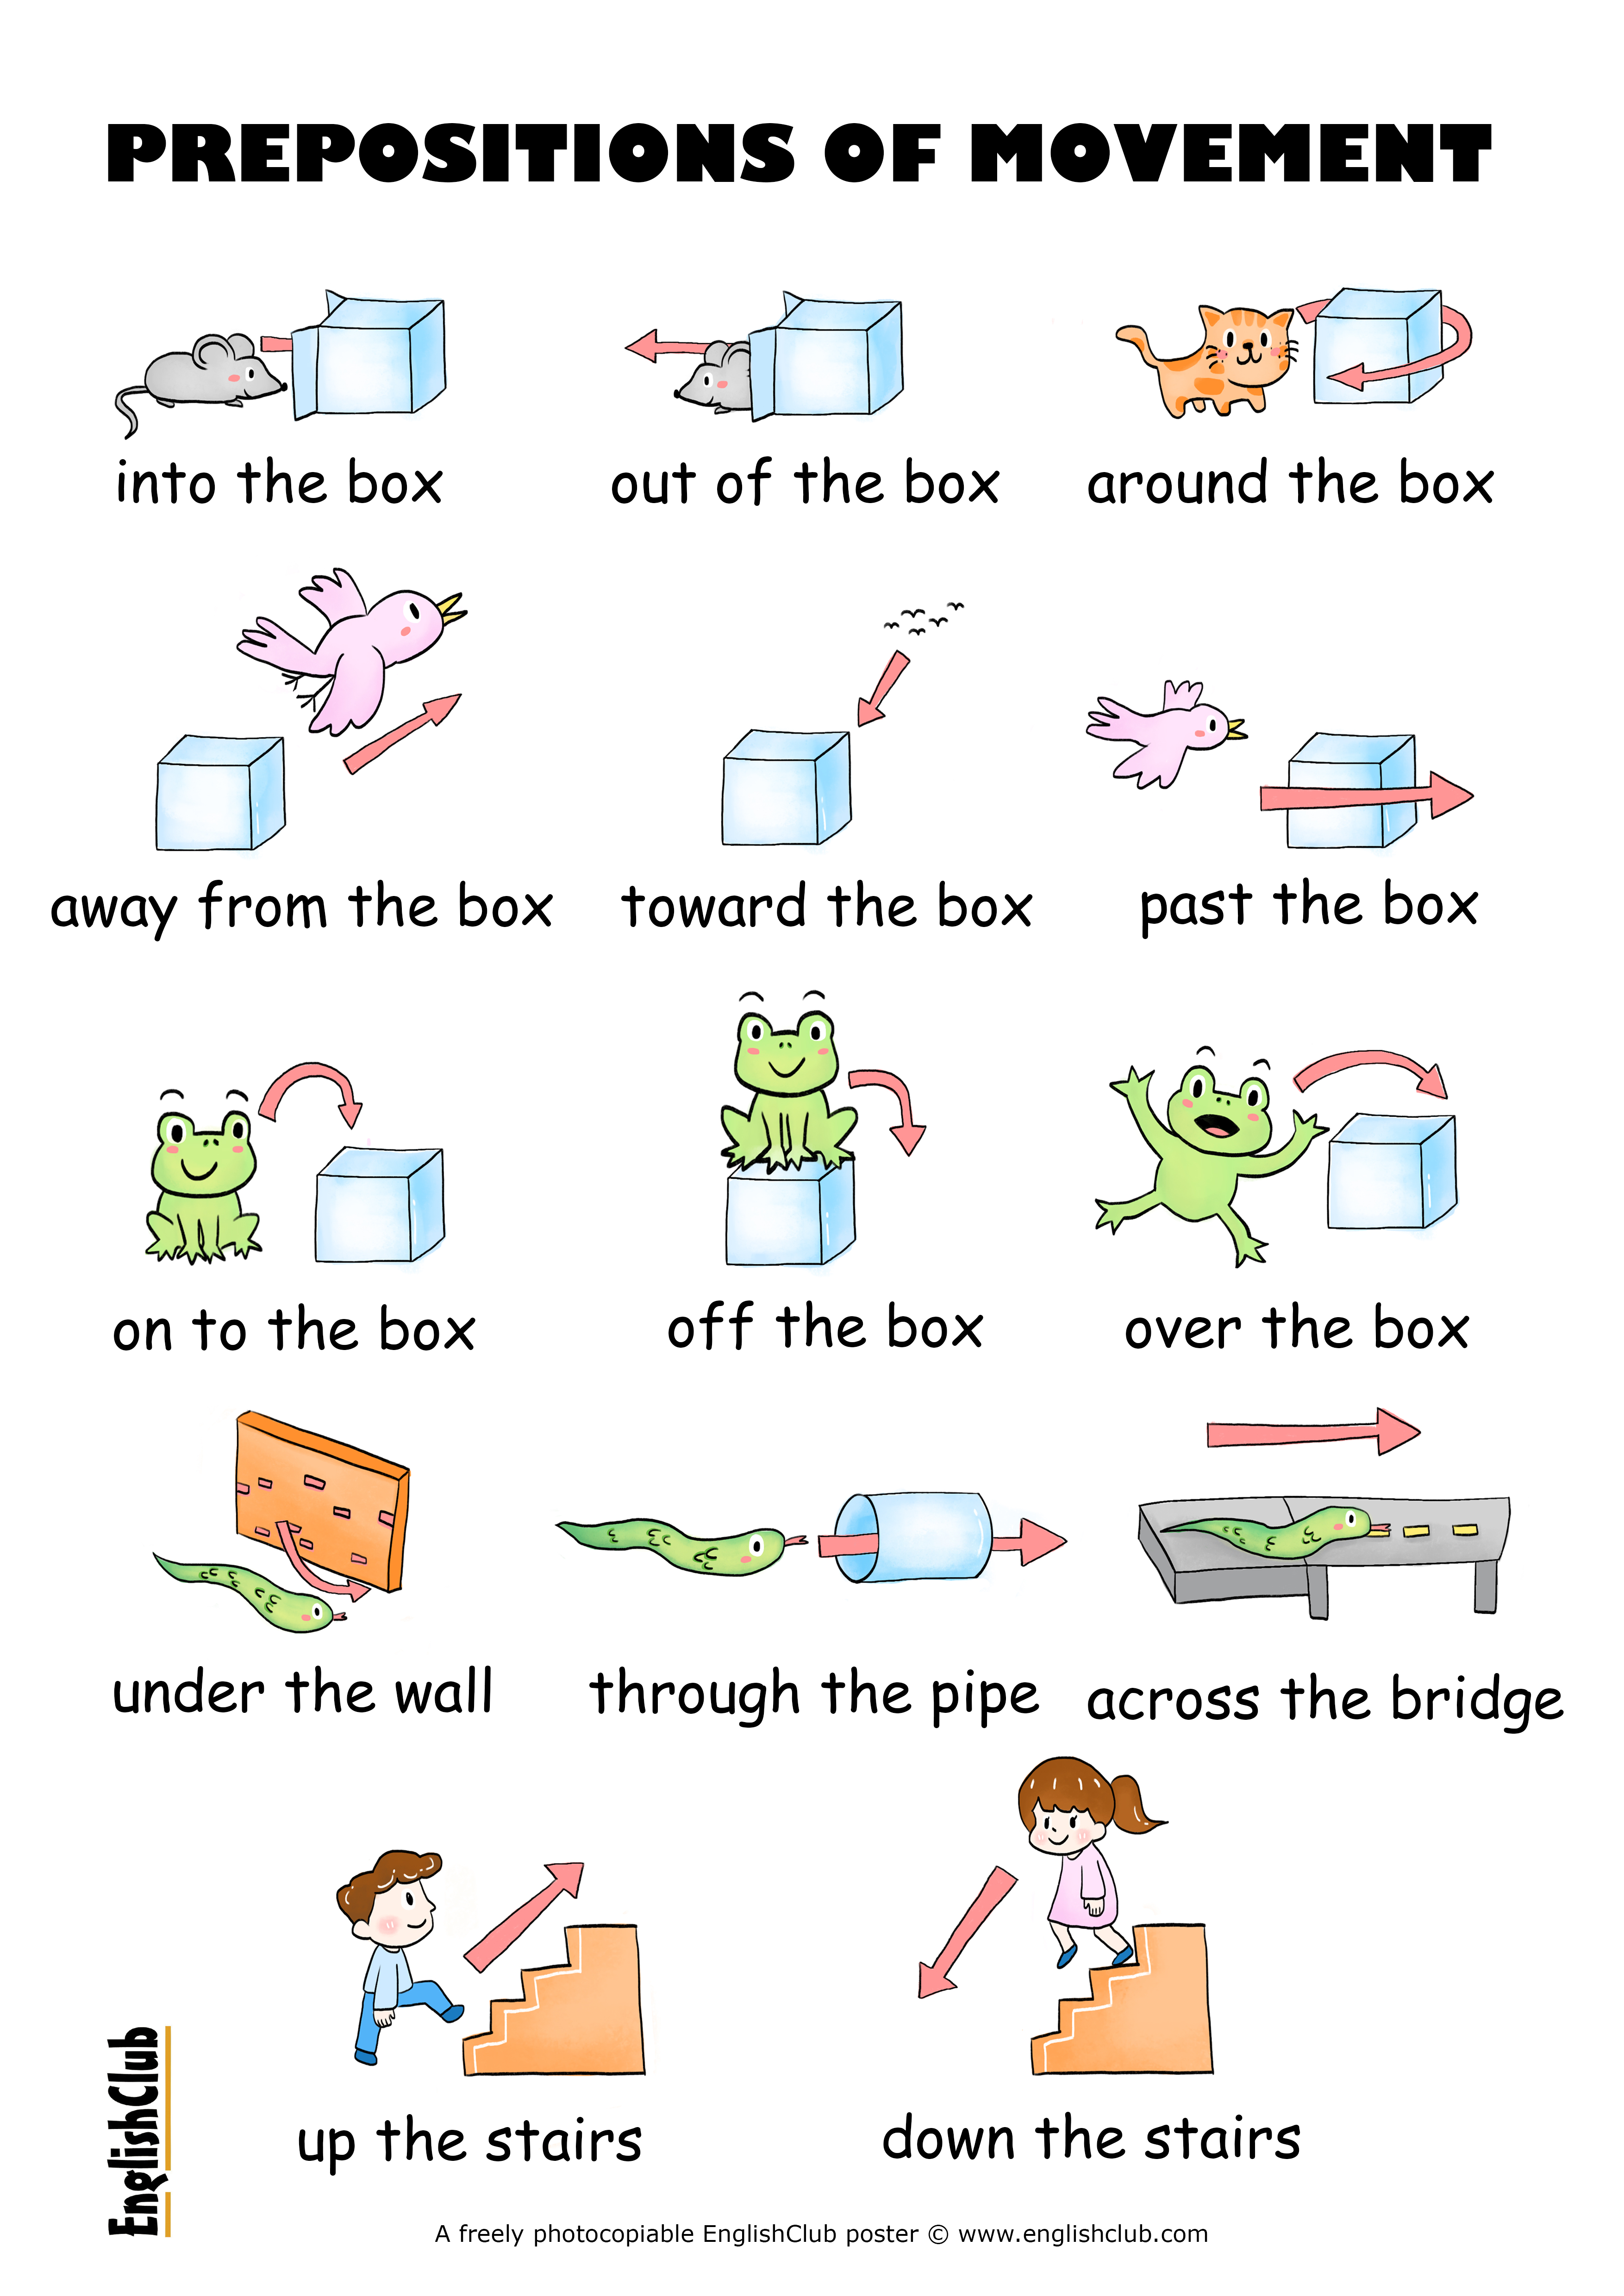 PREPOSITIONS OF MOVEMENT
into the box
out of the box
around the box
away from the box
toward the box
past the box
on to the box
off the box
over the box
under the wall
through the pipe
across the bridge
up the stairs
down the stairs
EnglishClub
A freely photocopiable EnglishClub poster © www.englishclub.com